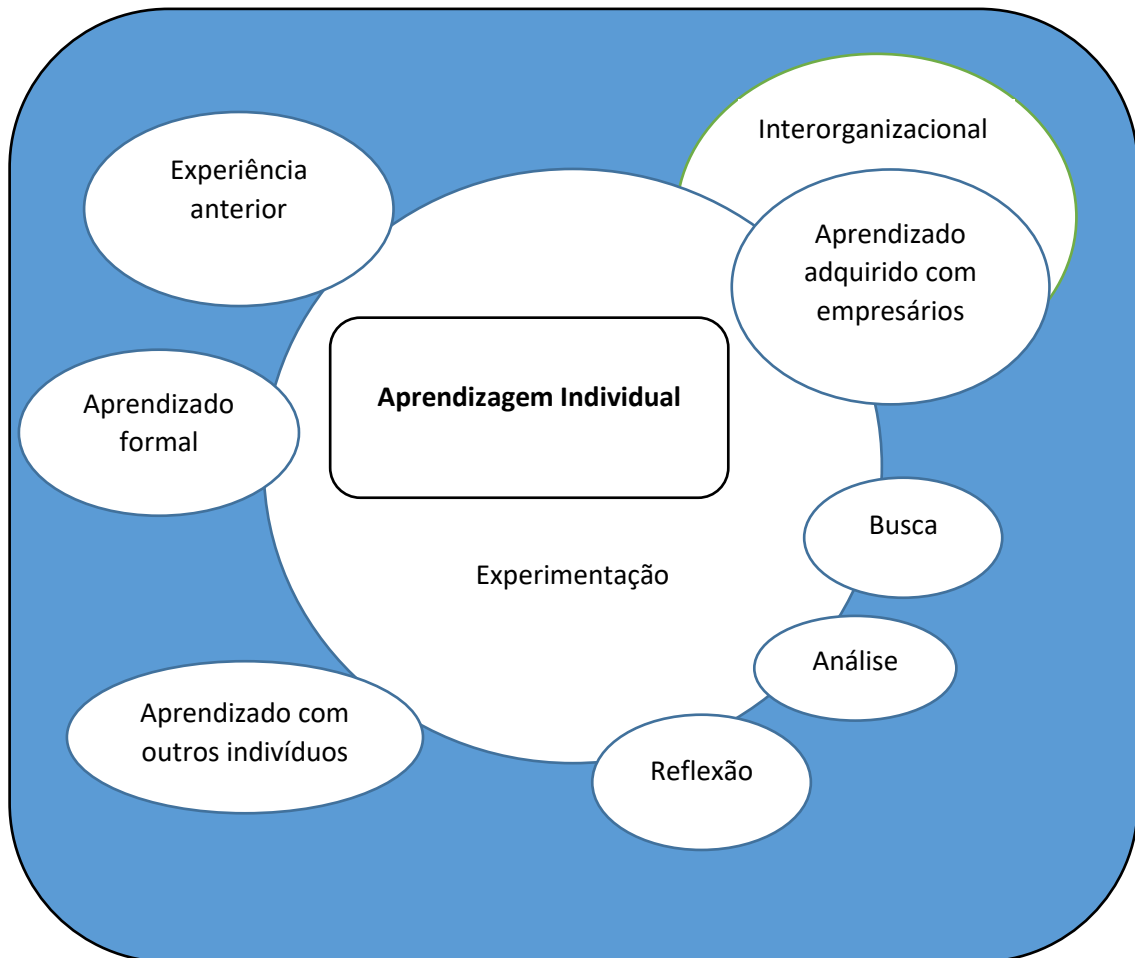 Interorganizacional
Experiência
anterior
Aprendizado
adquirido com
empresários
Aprendizagem Individual
Aprendizado
formal
Busca
Experimentação
Análise
Aprendizado com
outros indivíduos
Reflexão